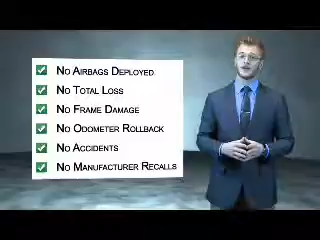 No Airbags Deployed
No Total Loss
No Frame Damage
No Odometer Rollback
No Accidents
No Manufacturer Recalls